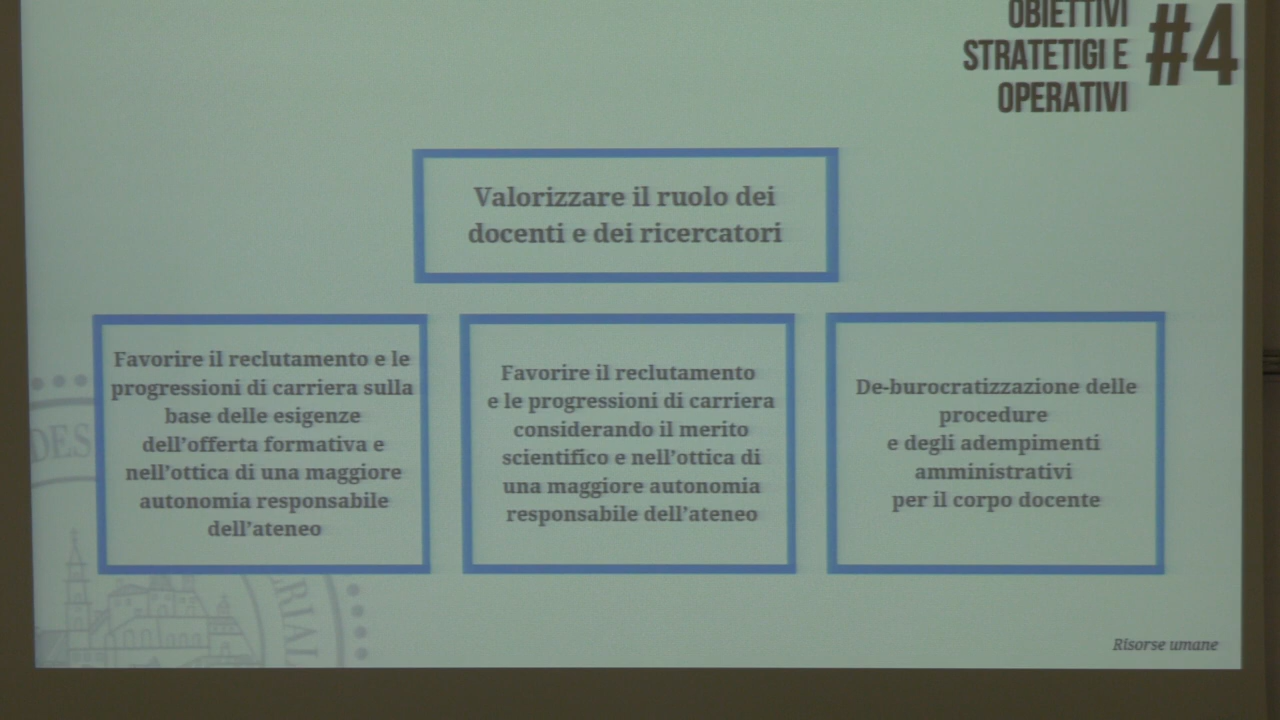 OBIETTIVI
STRATETIGI E
OPERATIVI
#4
Valorizzare il ruolo dei
docenti e dei ricercatori
Favorire il reclutamento e le
progressioni di carriera sulla
base delle esigenze
dell'offerta formativa e
nell'ottica di una maggiore
autonomia responsabile
dell'ateneo
Favorire il reclutamento
e le progressioni di carriera
considerando il merito
scientifico e nell'ottica di
una maggiore autonomia
responsabile dell'ateneo
De-burocratizzazione delle
procedure
e degli adempimenti
amministrativi
per il corpo docente
DES
RIAL
Risorse umane